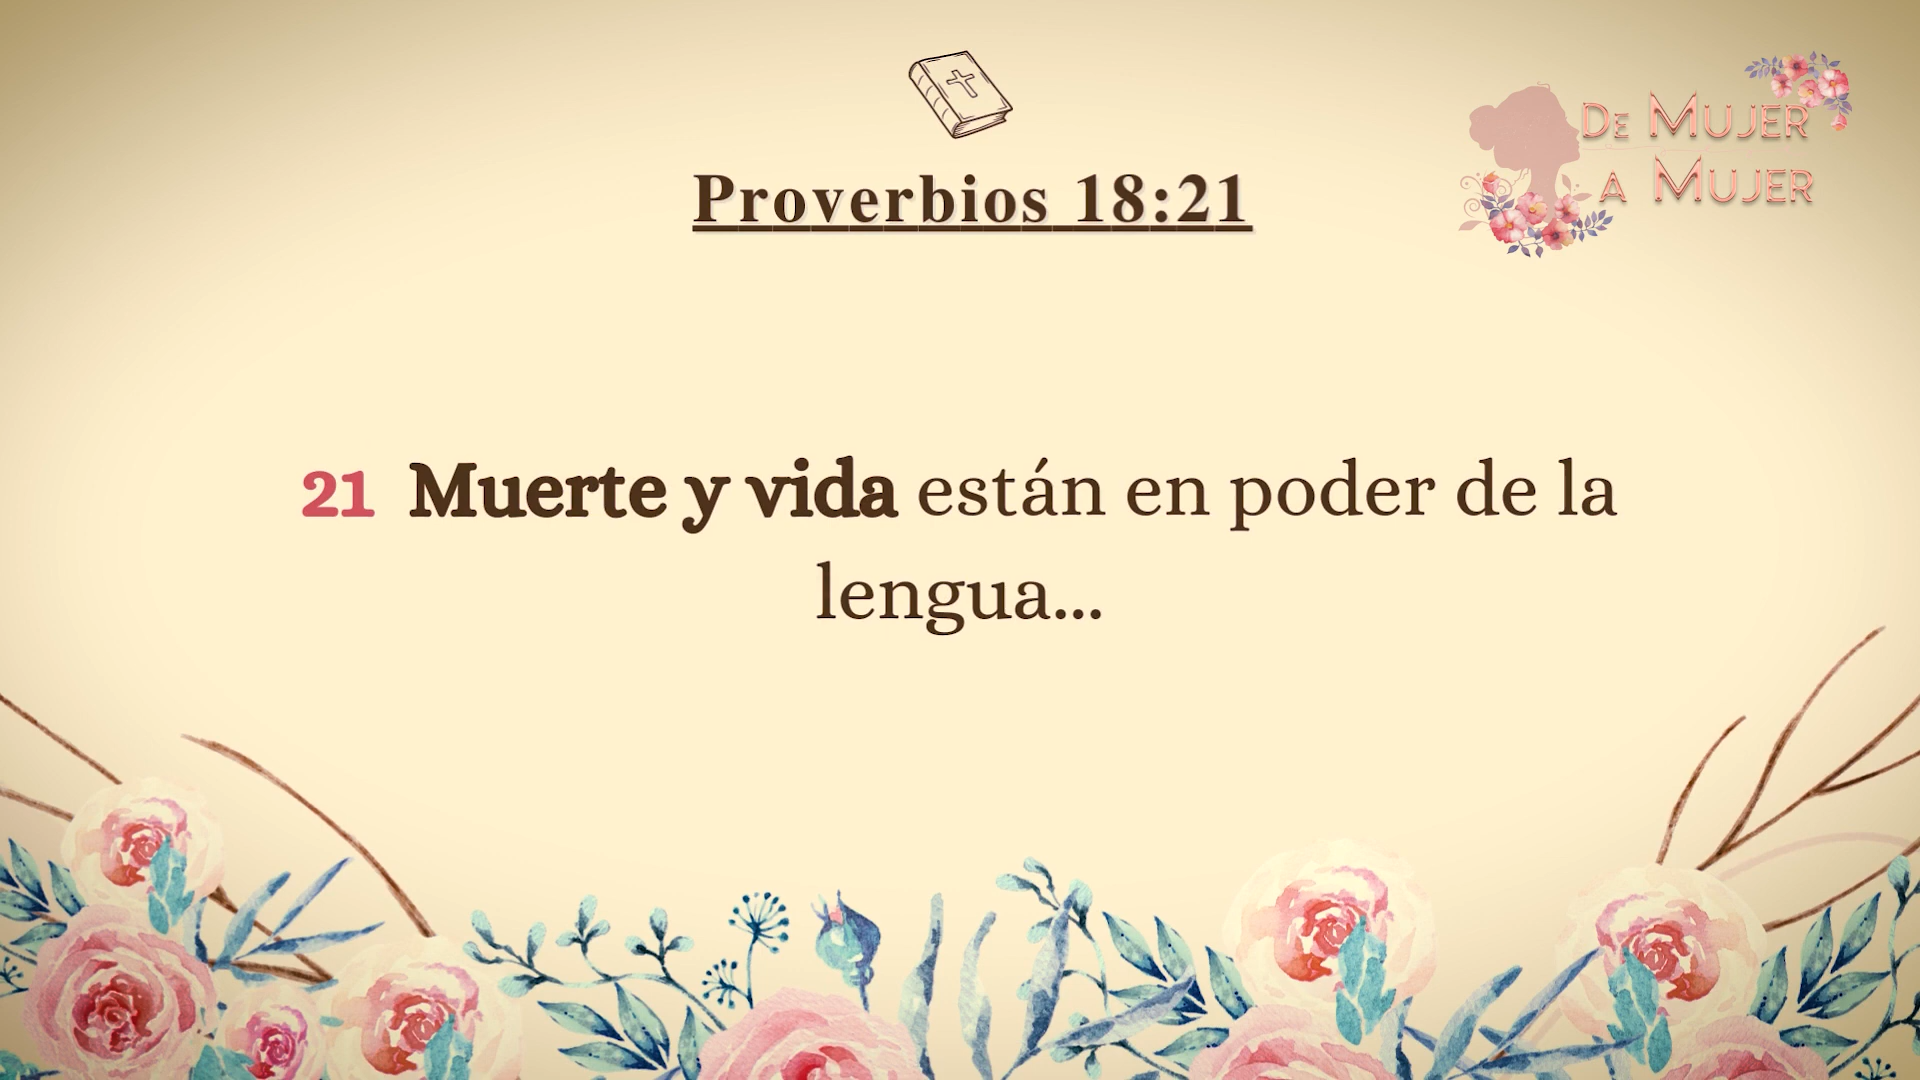 De Mujer
a Mujer
Proverbios 18:21
21 Muerte y vida están en poder de la
lengua...